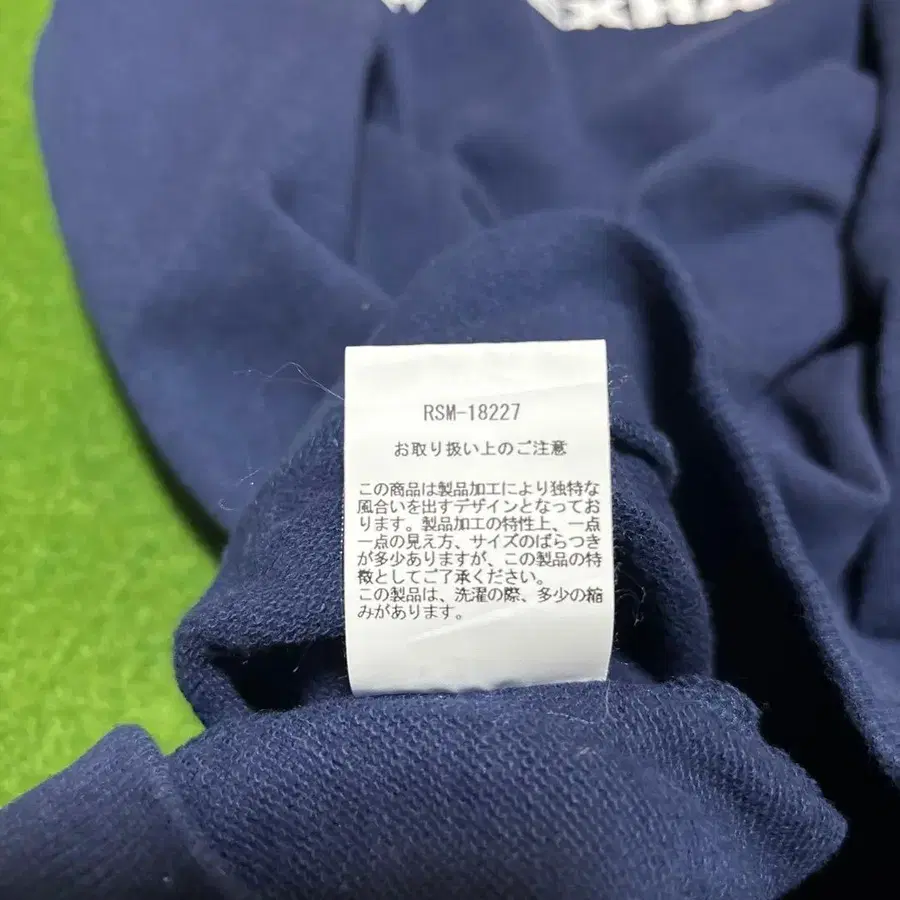 RSM-18227
お取り扱い上のご注意
この商品は製品加工により独特な
風合いを出すデザインとなってお
ります。製品加工の特性上、一点
一点の見え方、サイズのばらつき
が多少ありますが、この製品の特
徴としてご了承ください。
この製品は、洗濯の際、多少の縮
みがあります。